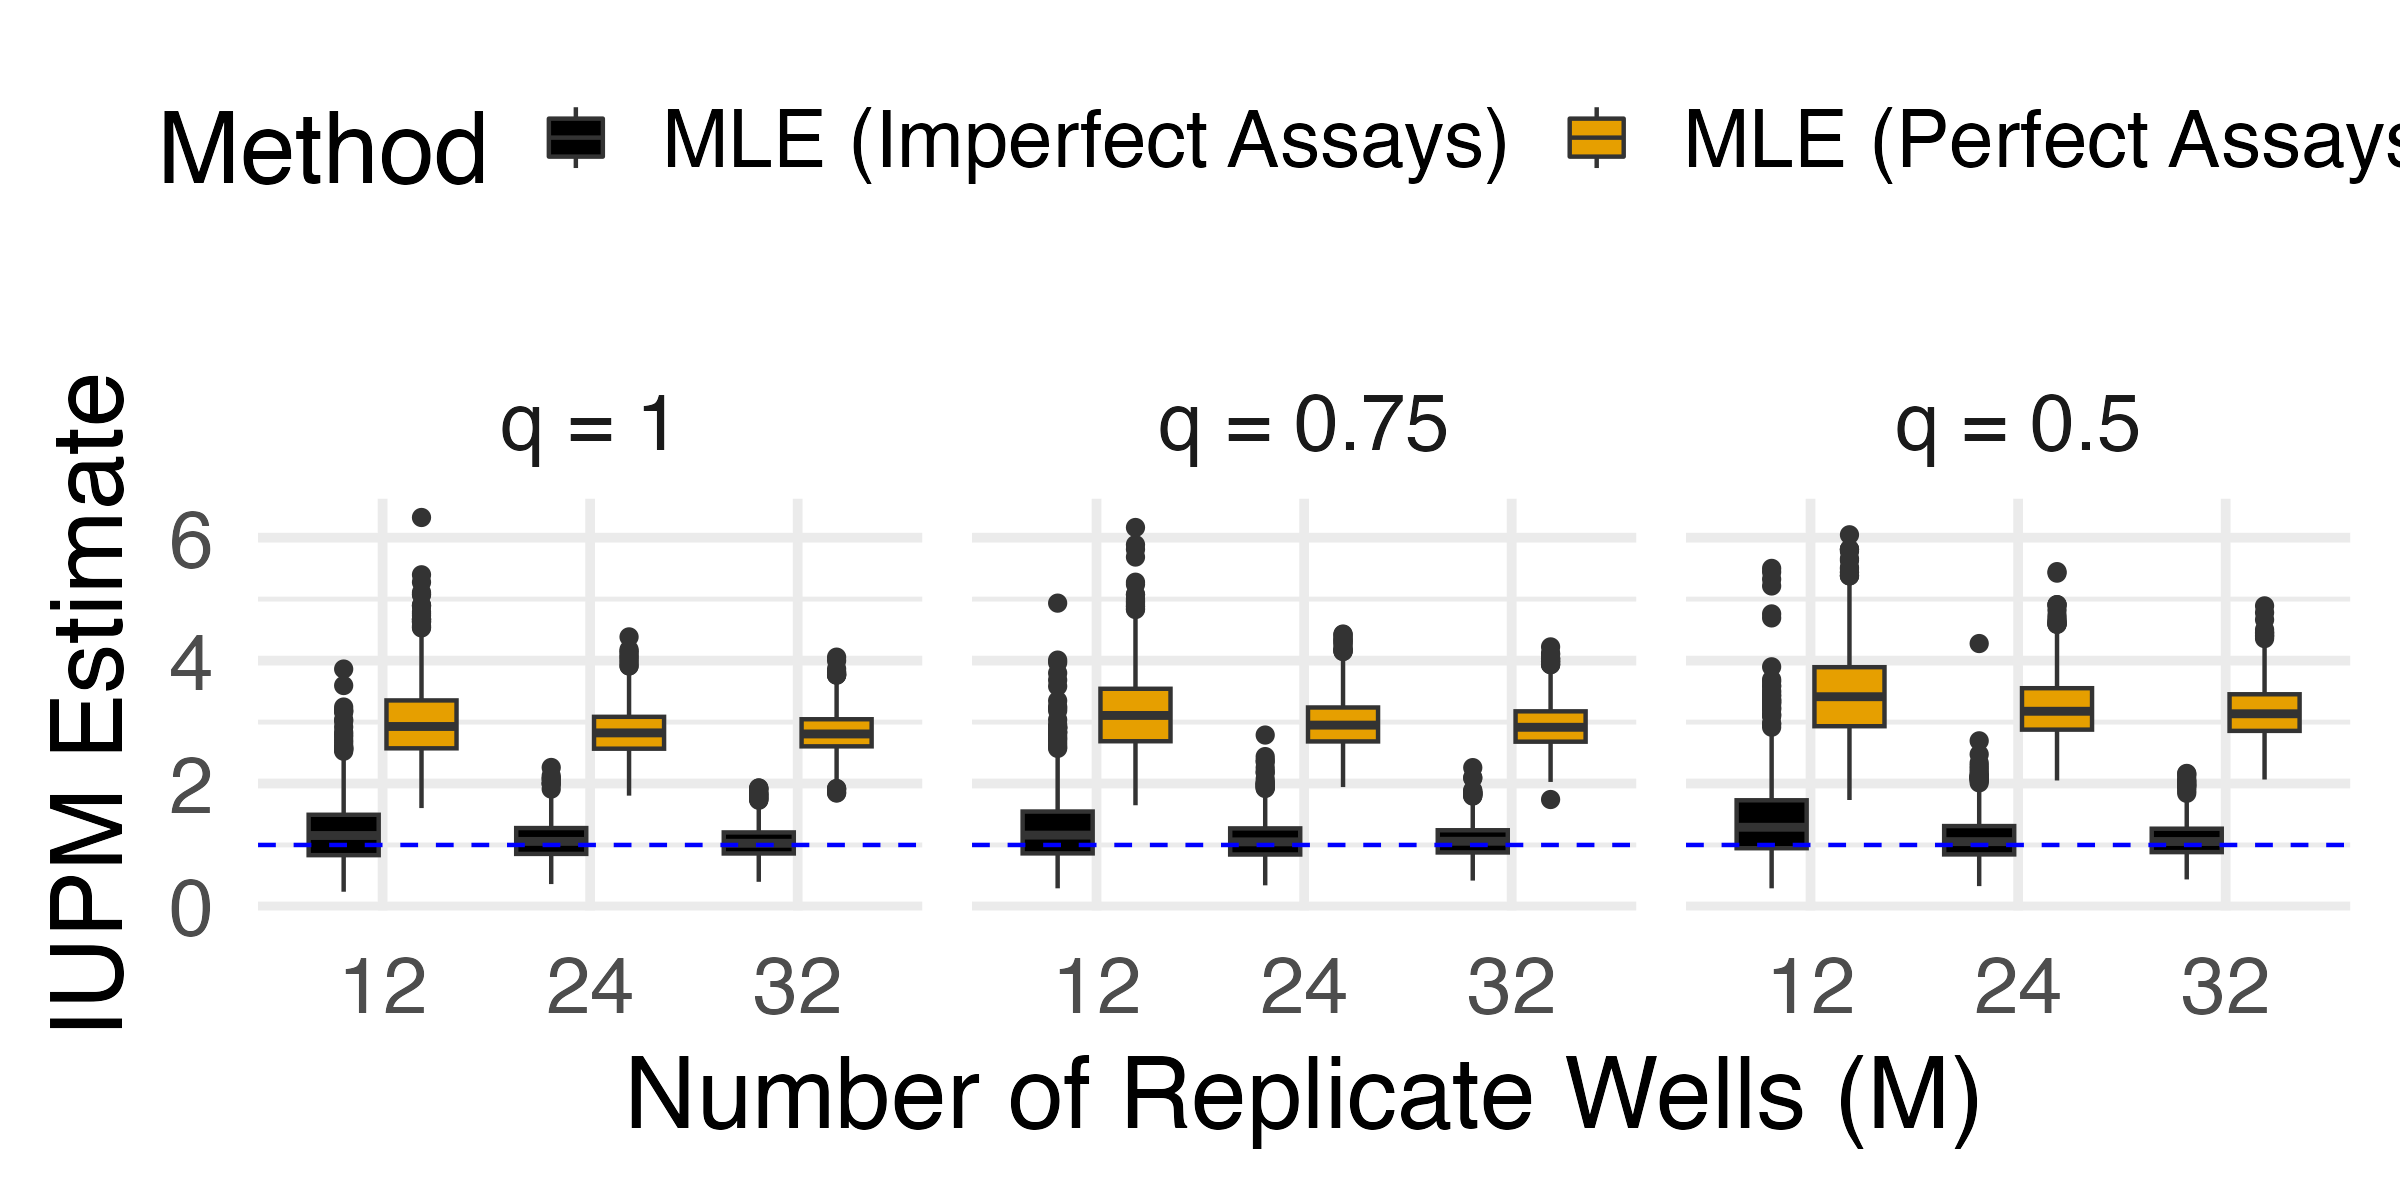 Method MLE (Imperfect Assays) MLE (Perfect Assays
q = 1 q = 0.75 q = 0.5
IUPM Estimate
6
4
2
0
12 24 32 12 24 32 12 24 32
Number of Replicate Wells (M)